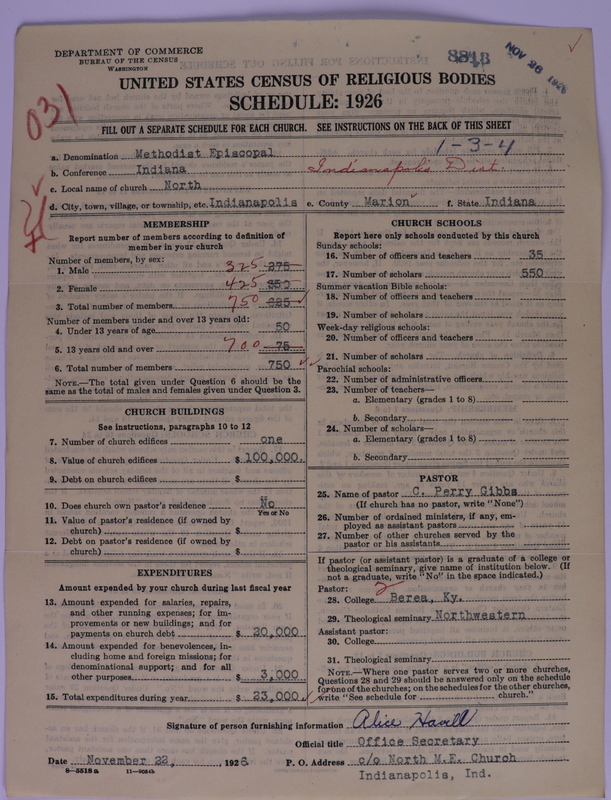 DEPARTMENT OF COMMERCE
BUREAU OF THE CENSUS
WASHINGTON
8813
NOV 26 1926
UNITED STATES CENSUS OF RELIGIOUS BODIES
SCHEDULE: 1926
031
FILL OUT A SEPARATE SCHEDULE FOR EACH CHURCH. SEE INSTRUCTIONS ON THE BACK OF THIS SHEET
1-3-4
a. Denomination Methodist Episcopal
b. Conference Indiana Indianapolis Dist.
c. Local name of church North
d. City, town, village, or township, etc. Indianapolis e. County Marion f. State Indiana
MEMBERSHIP
Report number of members according to definition of
member in your church
Number of members, by sex:
1. Male 325 275
2. Female 425 350
3. Total number of members 750 225
Number of members under and over 13 years old:
4. Under 13 years of age 50
5. 13 years old and over 700 75
6. Total number of members 750
NOTE.—The total given under Question 6 should be
same as the total of males and females given under Question 3.
CHURCH BUILDINGS
See instructions, paragraphs 10 to 12
7. Number of church edifices one
8. Value of church edifices $ 100,000.
9. Debt on church edifices $
10. Does church own pastor's residence No
Yes or No
11. Value of pastor's residence (if owned by
church) $
12. Debt on pastor's residence (if owned by
church) $
EXPENDITURES
Amount expended by your church during last fiscal year
13. Amount expended for salaries, repairs,
and other running expenses; for im-
provements or new buildings; and for
payments on church debt $ 20,000
14. Amount expended for benevolences, in-
cluding home and foreign missions; for
denominational support; and for all
other purposes $ 3,000
15. Total expenditures during year $ 23,000
CHURCH SCHOOLS
Report here only schools conducted by this church
Sunday schools:
16. Number of officers and teachers 35
17. Number of scholars 550
Summer vacation Bible schools:
18. Number of officers and teachers
19. Number of scholars
Week-day religious schools:
20. Number of officers and teachers
21. Number of scholars
Parochial schools:
22. Number of administrative officers
23. Number of teachers—
a. Elementary (grades 1 to 8)
b. Secondary
24. Number of scholars—
a. Elementary (grades 1 to 8)
b. Secondary
PASTOR
25. Name of pastor C. Perry Gibbs
(If church has no pastor, write "None")
26. Number of ordained ministers, if any, em-
ployed as assistant pastors
27. Number of other churches served by the
pastor or his assistants
If pastor (or assistant pastor) is a graduate of a college or
theological seminary, give name of institution below. (If
not a graduate, write "No" in the space indicated.)
Pastor:
28. College Berea, Ky.
29. Theological seminary Northwestern
Assistant pastor:
30. College
31. Theological seminary
NOTE.—Where one pastor serves two or more churches,
Questions 28 and 29 should be answered only on the schedule
for one of the churches; on the schedules for the other churches,
write "See schedule for church."
Signature of person furnishing information Alice Havell
Official title Office Secretary
Date November 22, 1926 P. O. Address c/o North M.E. Church
8-5518a 11-9054b Indianapolis, Ind.